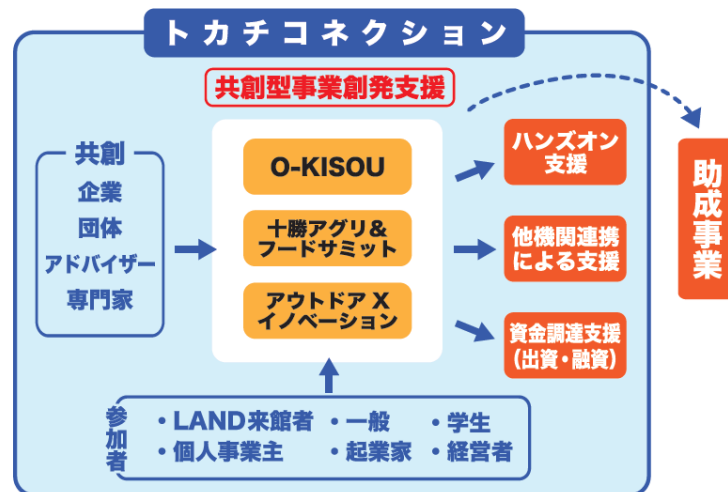 トカチコネクション
共創型事業創発支援
共創
企業
団体
アドバイザー
専門家
O-KISOU
十勝アグリ&
フードサミット
アウトドア X
イノベーション
ハンズオン
支援
他機関連携
による支援
資金調達支援
(出資・融資)
助成事業
参加者
・LAND来館者 ・一般 ・学生
・個人事業主 ・起業家 ・経営者